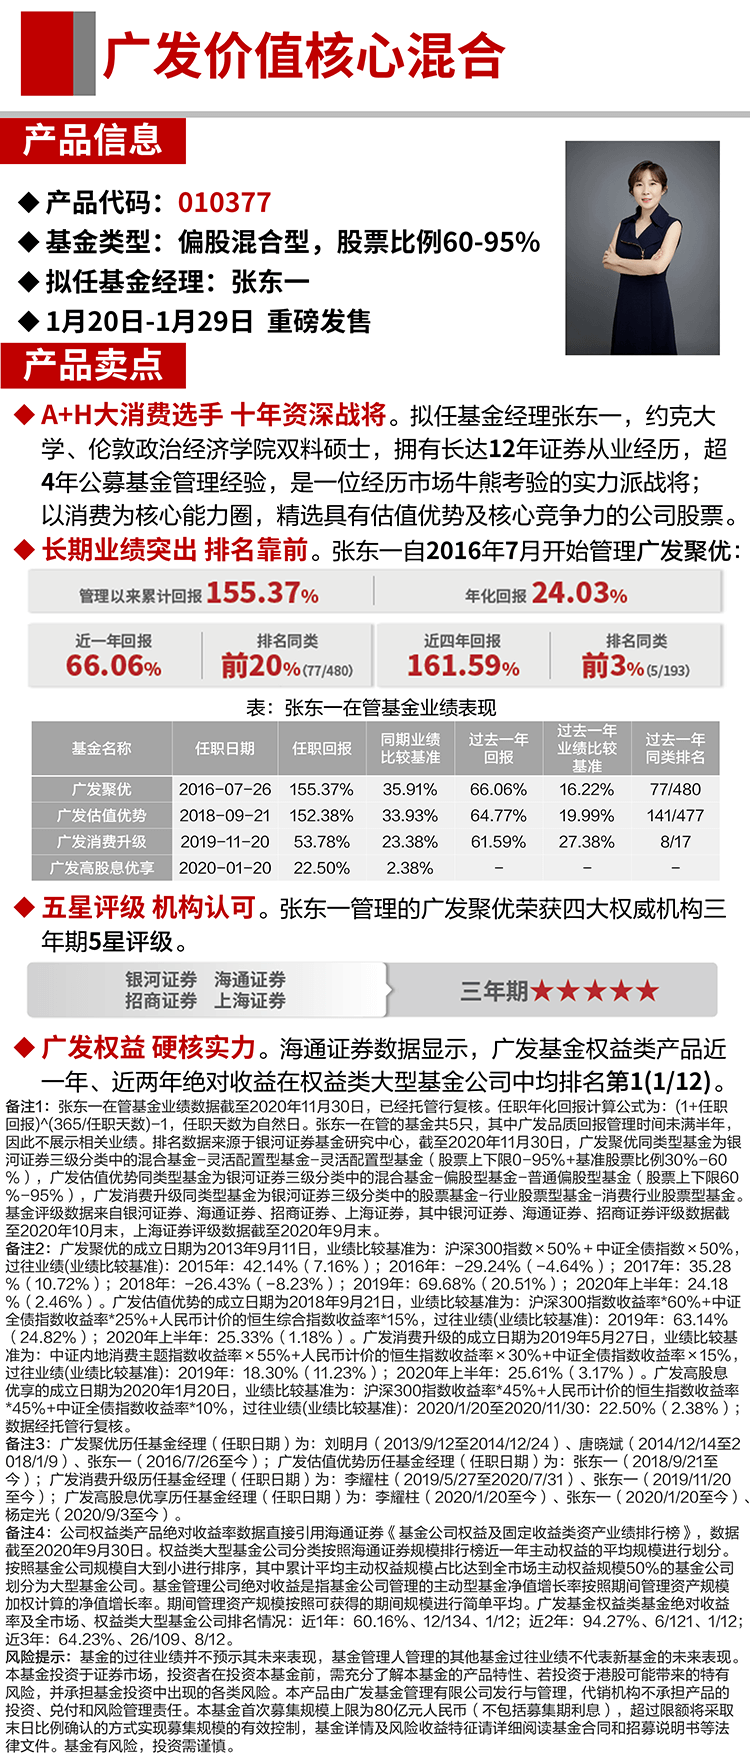 广发价值核心混合
产品信息
◆ 产品代码：010377
◆ 基金类型：偏股混合型，股票比例60-95%
◆ 拟任基金经理：张东一
◆ 1月20日-1月29日 重磅发售
产品卖点
◆ A+H大消费选手 十年资深战将。拟任基金经理张东一，约克大
学、伦敦政治经济学院双料硕士，拥有长达12年证券从业经历，超
4年公募基金管理经验，是一位经历市场牛熊考验的实力派战将；
以消费为核心能力圈，精选具有估值优势及核心竞争力的公司股票。
◆ 长期业绩突出 排名靠前。张东一自2016年7月开始管理广发聚优：
管理以来累计回报 155.37% 年化回报 24.03%
近一年回报 排名同类 近四年回报 排名同类
66.06% 前20%(77/480) 161.59% 前3%(5/193)
表：张东一在管基金业绩表现
基金名称 任职日期 任职回报 同期业绩比较基准 过去一年回报 过去一年业绩比较基准 过去一年同类排名
广发聚优 2016-07-26 155.37% 35.91% 66.06% 16.22% 77/480
广发估值优势 2018-09-21 152.38% 33.93% 64.77% 19.99% 141/477
广发消费升级 2019-11-20 53.78% 23.38% 61.59% 27.38% 8/17
广发高股息优享 2020-01-20 22.50% 2.38% – – –
◆ 五星评级 机构认可。张东一管理的广发聚优荣获四大权威机构三
年期5星评级。
银河证券 海通证券
招商证券 上海证券
三年期★★★★★
◆ 广发权益 硬核实力。海通证券数据显示，广发基金权益类产品近
一年、近两年绝对收益在权益类大型基金公司中均排名第1(1/12)。
备注1：张东一在管基金业绩数据截至2020年11月30日，已经托管行复核。任职年化回报计算公式为：(1+任职
回报)^(365/任职天数)-1，任职天数为自然日。张东一在管的基金共5只，其中广发品质回报管理时间未满半年，
因此不展示相关业绩。排名数据来源于银河证券基金研究中心，截至2020年11月30日，广发聚优同类型基金为银
河证券三级分类中的混合基金-灵活配置型基金-灵活配置型基金（股票上下限0-95%+基准股票比例30%-60
%），广发估值优势同类型基金为银河证券三级分类中的混合基金-偏股型基金-普通偏股型基金（股票上下限60
%-95%），广发消费升级同类型基金为银河证券三级分类中的股票基金-行业股票型基金-消费行业股票型基金。
基金评级数据来自银河证券、海通证券、招商证券、上海证券，其中银河证券、海通证券、招商证券评级数据截
至2020年10月末，上海证券评级数据截至2020年9月末。
备注2：广发聚优的成立日期为2013年9月11日，业绩比较基准为：沪深300指数×50%＋中证全债指数×50%，
过往业绩(业绩比较基准)：2015年：42.14%（7.16%）；2016年：-29.24%（-4.64%）；2017年：35.28
%（10.72%）；2018年：-26.43%（-8.23%）；2019年：69.68%（20.51%）；2020年上半年：24.18
%（2.46%）。广发估值优势的成立日期为2018年9月21日，业绩比较基准为：沪深300指数收益率*60%+中证
全债指数收益率*25%+人民币计价的恒生综合指数收益率*15%，过往业绩(业绩比较基准)：2019年：63.14%
（24.82%）；2020年上半年：25.33%（1.18%）。广发消费升级的成立日期为2019年5月27日，业绩比较基
准为：中证内地消费主题指数收益率×55%+人民币计价的恒生指数收益率×30%+中证全债指数收益率×15%，
过往业绩(业绩比较基准)：2019年：18.30%（11.23%）；2020年上半年：25.61%（3.17%）。广发高股息
优享的成立日期为2020年1月20日，业绩比较基准为：沪深300指数收益率*45%+人民币计价的恒生指数收益率
*45%+中证全债指数收益率*10%，过往业绩(业绩比较基准)：2020/1/20至2020/11/30：22.50%（2.38%）；
数据经托管行复核。
备注3：广发聚优历任基金经理（任职日期）为：刘明月（2013/9/12至2014/12/24）、唐晓斌（2014/12/14至2
018/1/9）、张东一（2016/7/26至今）；广发估值优势历任基金经理（任职日期）为：张东一（2018/9/21至
今）；广发消费升级历任基金经理（任职日期）为：李耀柱（2019/5/27至2020/7/31）、张东一（2019/11/20
至今）；广发高股息优享历任基金经理（任职日期）为：李耀柱（2020/1/20至今）、张东一（2020/1/20至今）、
杨定光（2020/9/3至今）。
备注4：公司权益类产品绝对收益率数据直接引用海通证券《基金公司权益及固定收益类资产业绩排行榜》，数据
截至2020年9月30日。权益类大型基金公司分类按照海通证券规模排行榜近一年主动权益的平均规模进行划分。
按照基金公司规模自大到小进行排序，其中累计平均主动权益规模占比达到全市场主动权益规模50%的基金公司
划分为大型基金公司。基金管理公司绝对收益是指基金公司管理的主动型基金净值增长率按照期间管理资产规模
加权计算的净值增长率。期间管理资产规模按照可获得的期间规模进行简单平均。广发基金权益类基金绝对收益
率及全市场、权益类大型基金公司排名情况：近1年：60.16%、12/134、1/12；近2年：94.27%、6/121、1/12；
近3年：64.23%、26/109、8/12。
风险提示：基金的过往业绩并不预示其未来表现，基金管理人管理的其他基金过往业绩不代表新基金的未来表现。
本基金投资于证券市场，投资者在投资本基金前，需充分了解本基金的产品特性、若投资于港股可能带来的特有
风险，并承担基金投资中出现的各类风险。本产品由广发基金管理有限公司发行与管理，代销机构不承担产品的
投资、兑付和风险管理责任。本基金首次募集规模上限为80亿元人民币（不包括募集期利息），超过限额将采取
末日比例确认的方式实现募集规模的有效控制，基金详情及风险收益特征请详细阅读基金合同和招募说明书等法
律文件。基金有风险，投资需谨慎。